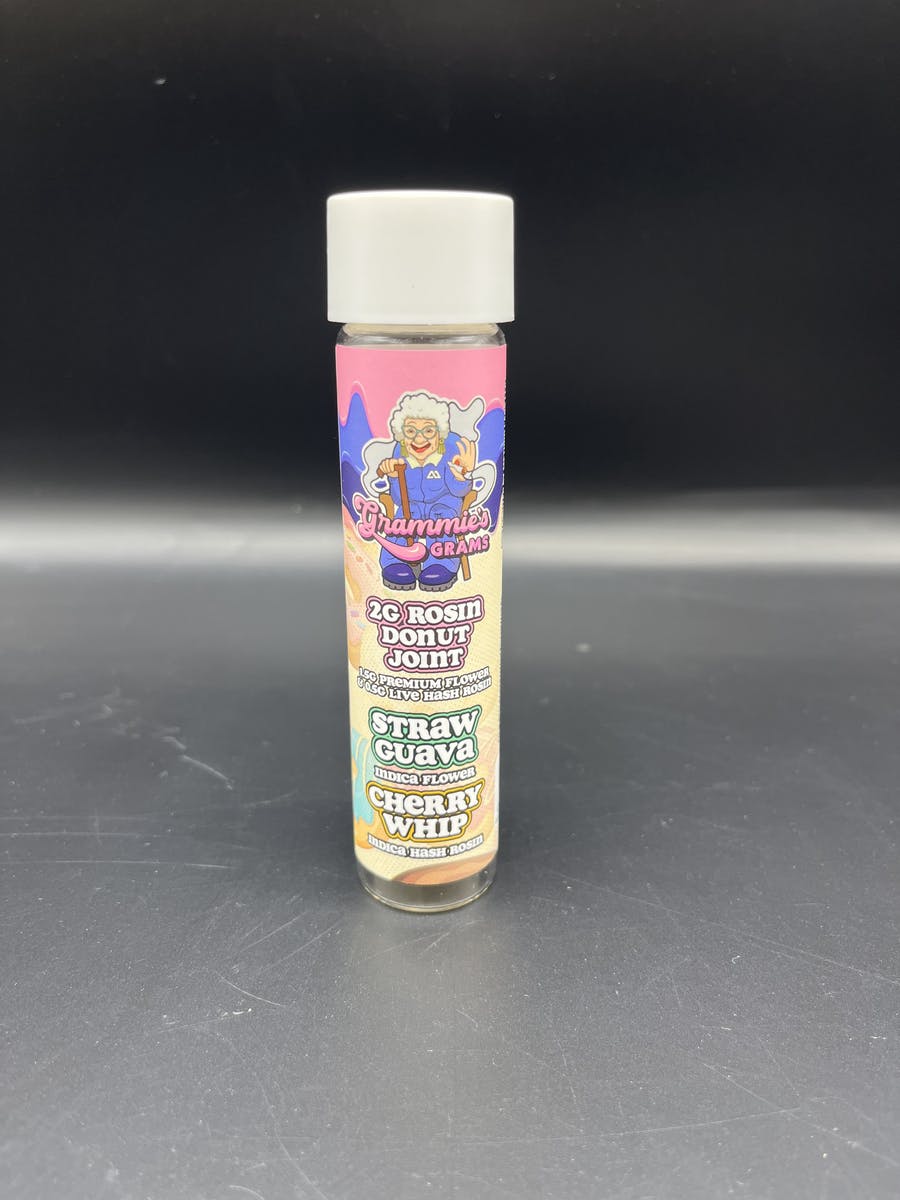 Grammie's
GRAMS
2G ROSIN
DONUT
JOINT
1.5G PREMIUM FLOWER
& 0.5G LIVE HASH ROSIN
STRAW
GUAVA
INDICA FLOWER
CHERRY
WHIP
INDICA HASH ROSIN